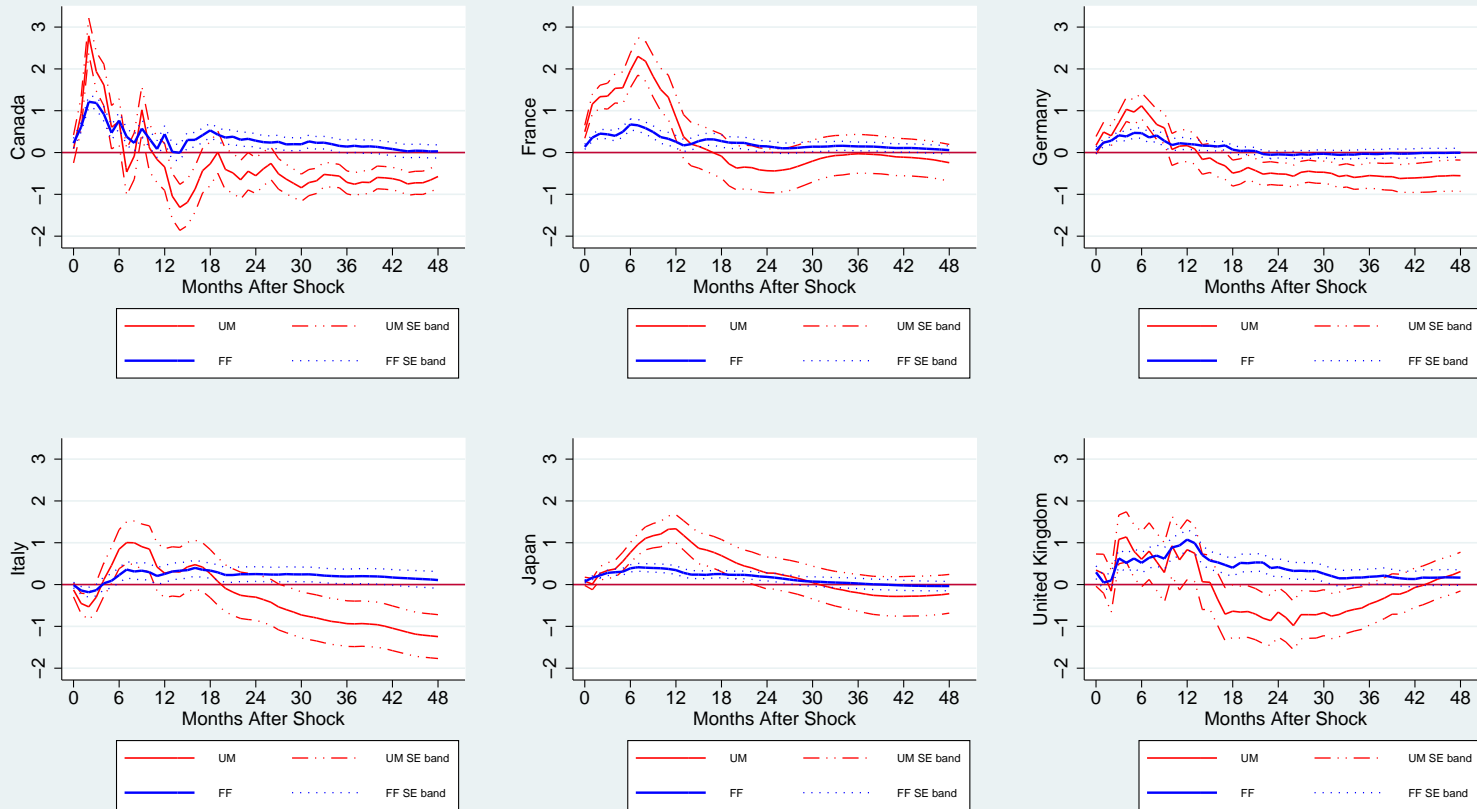 Canada
3
2
1
0
−1
−2
0 6 12 18 24 30 36 42 48
Months After Shock
UM UM SE band
FF FF SE band
France
3
2
1
0
−1
−2
0 6 12 18 24 30 36 42 48
Months After Shock
UM UM SE band
FF FF SE band
Germany
3
2
1
0
−1
−2
0 6 12 18 24 30 36 42 48
Months After Shock
UM UM SE band
FF FF SE band
Italy
3
2
1
0
−1
−2
0 6 12 18 24 30 36 42 48
Months After Shock
UM UM SE band
FF FF SE band
Japan
3
2
1
0
−1
−2
0 6 12 18 24 30 36 42 48
Months After Shock
UM UM SE band
FF FF SE band
United Kingdom
3
2
1
0
−1
−2
0 6 12 18 24 30 36 42 48
Months After Shock
UM UM SE band
FF FF SE band